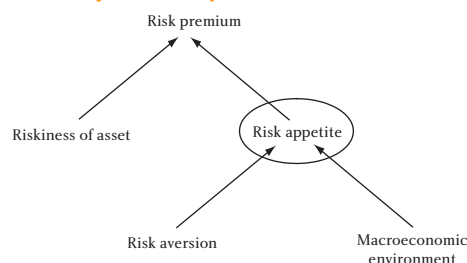 Risk premium
Riskiness of asset
Risk appetite
Risk aversion
Macroeconomic
environment